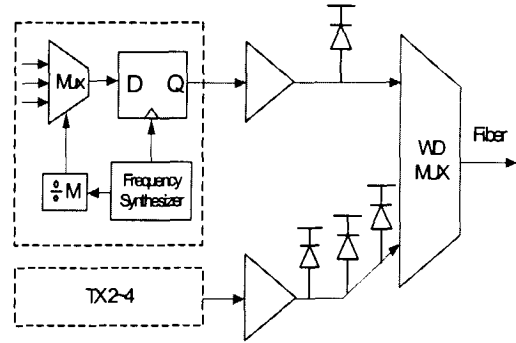 Mux
D Q
÷ M
Frequency
Synthesizer
WD
MUX
Fiber
TX2~4